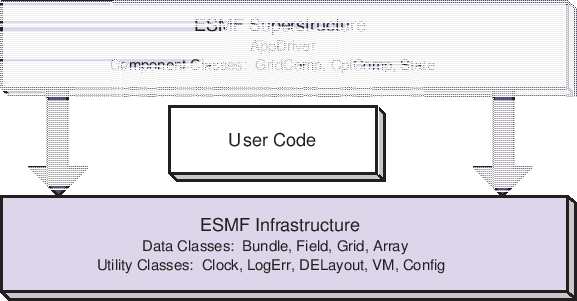 ESMF Superstructure
AppDriver
Component Classes: GridComp, CplComp, State
User Code
ESMF Infrastructure
Data Classes: Bundle, Field, Grid, Array
Utility Classes: Clock, LogErr, DELayout, VM, Config